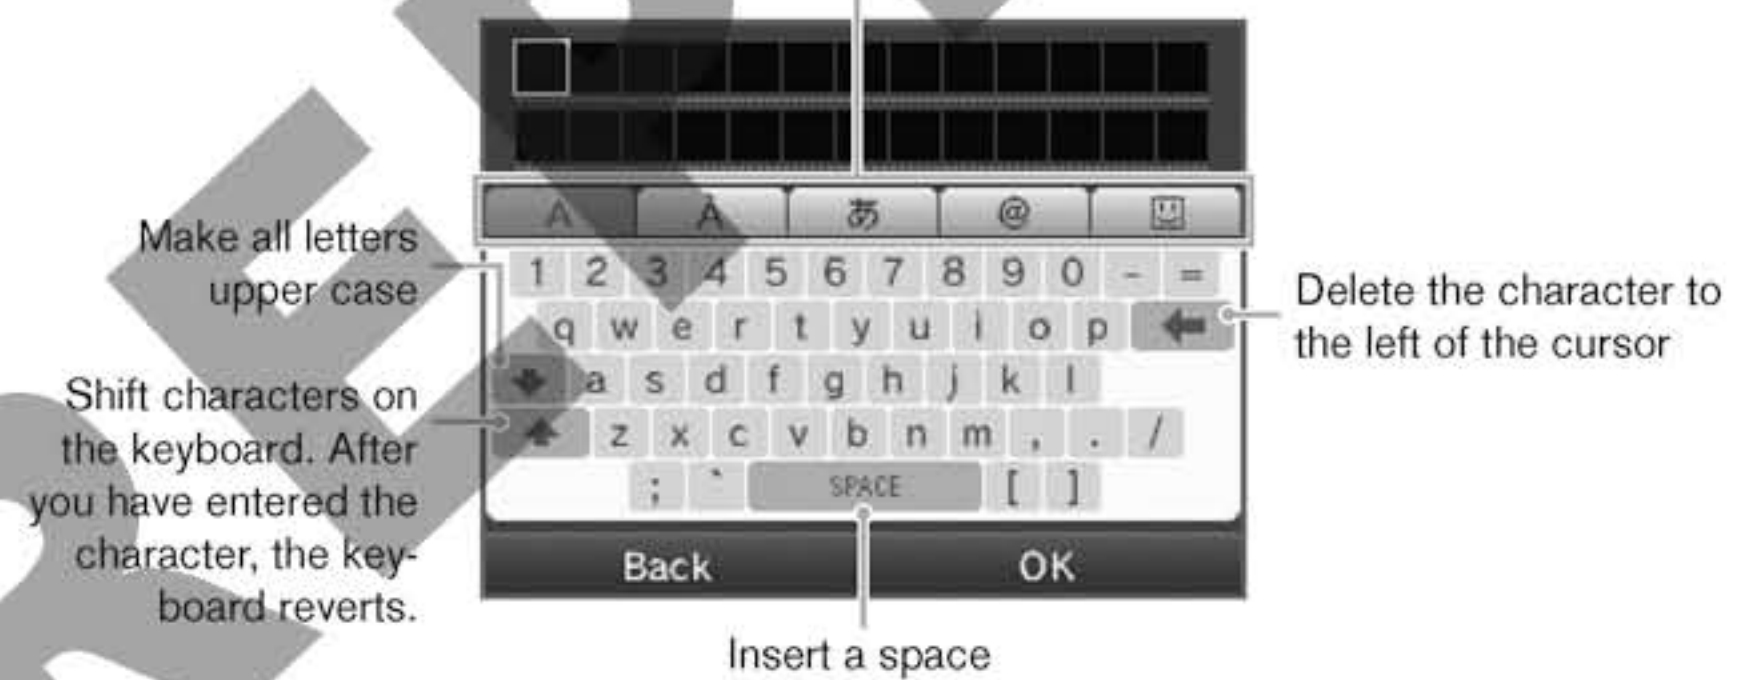 A À あ @
Make all letters
upper case
1 2 3 4 5 6 7 8 9 0 - =
q w e r t y u i o p
Delete the character to
the left of the cursor
a s d f g h j k l
Shift characters on
the keyboard. After
you have entered the
character, the key-
board reverts.
z x c v b n m , . /
; ` SPACE [ ]
Back OK
Insert a space